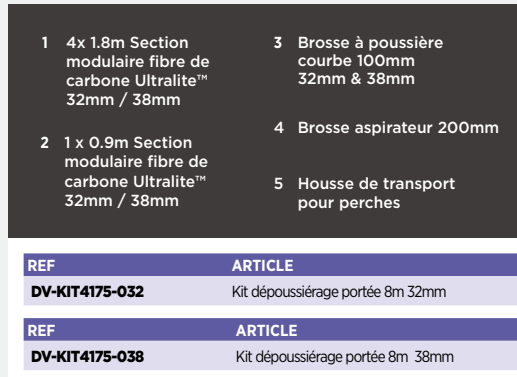 1 4x 1.8m Section
modulaire fibre de
carbone Ultralite™
32mm / 38mm
2 1 x 0.9m Section
modulaire fibre de
carbone Ultralite™
32mm / 38mm
3 Brosse à poussière
courbe 100mm
32mm & 38mm
4 Brosse aspirateur 200mm
5 Housse de transport
pour perches
REF ARTICLE
DV-KIT4175-032 Kit dépoussiérage portée 8m 32mm
REF ARTICLE
DV-KIT4175-038 Kit dépoussiérage portée 8m 38mm